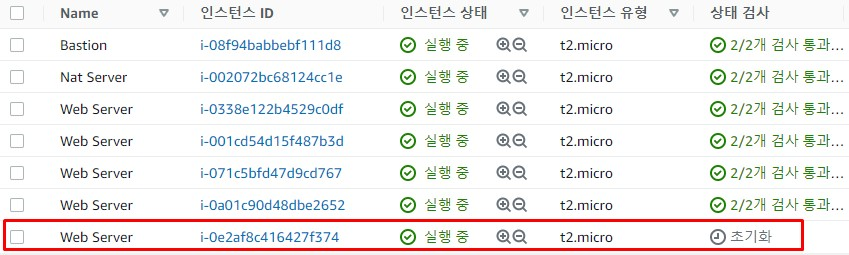 Name 인스턴스 ID 인스턴스 상태 인스턴스 유형 상태 검사
Bastion i-08f94babbebf111d8 실행 중 t2.micro 2/2개 검사 통과...
Nat Server i-002072bc68124cc1e 실행 중 t2.micro 2/2개 검사 통과...
Web Server i-0338e122b4529c0df 실행 중 t2.micro 2/2개 검사 통과...
Web Server i-001cd54d15f487b3d 실행 중 t2.micro 2/2개 검사 통과...
Web Server i-071c5bfd47d9cd767 실행 중 t2.micro 2/2개 검사 통과...
Web Server i-0a01c90d48dbe2652 실행 중 t2.micro 2/2개 검사 통과...
Web Server i-0e2af8c416427f374 실행 중 t2.micro 초기화